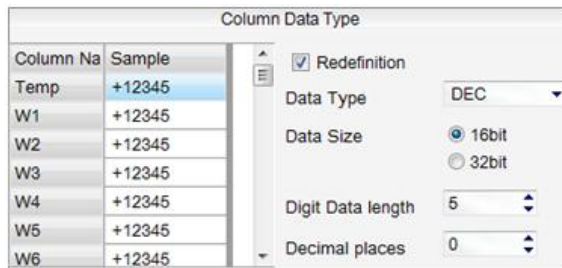 Column Data Type
Column Na Sample
Temp +12345
W1 +12345
W2 +12345
W3 +12345
W4 +12345
W5 +12345
W6 +12345
Redefinition
Data Type DEC
Data Size 16bit
32bit
Digit Data length 5
Decimal places 0